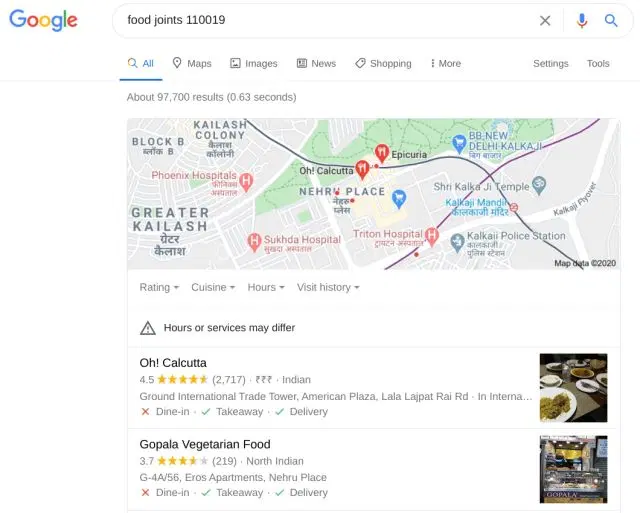 Google
food joints 110019
All
Maps
Images
News
Shopping
More
Settings
Tools
About 97,700 results (0.63 seconds)
KAILASH
COLONY
कैलाश
कॉलोनी
BLOCK B
ब्लॉक B
BB-NEW
DELHI-KALKAJI
बिग बाजार
Epicuria
Oh! Calcutta
Phoenix Hospitals
फीनिक्स
अस्पताल
NEHRU PLACE
नेहरू
प्लेस
Shri Kalka Ji Temple
Kalkaji Mandir
कालकाजी मंदिर
Kalkaji Flyover
GREATER
KAILASH
ग्रेटर
कैलाश
Sukhda Hospital
सुखदा अस्पताल
Triton Hospital
ट्रायटन अस्पताल
Kalkaji Police Station
कालकाजी
पुलिस स्टेशन
Map data ©2020
Rating
Cuisine
Hours
Visit history
Hours or services may differ
Oh! Calcutta
4.5 (2,717) · ₹₹₹ · Indian
Ground International Trade Tower, American Plaza, Lala Lajpat Rai Rd · In Interna…
Dine-in · Takeaway · Delivery
Gopala Vegetarian Food
3.7 (219) · North Indian
G-4A/56, Eros Apartments, Nehru Place
Dine-in · Takeaway · Delivery
GOPALA